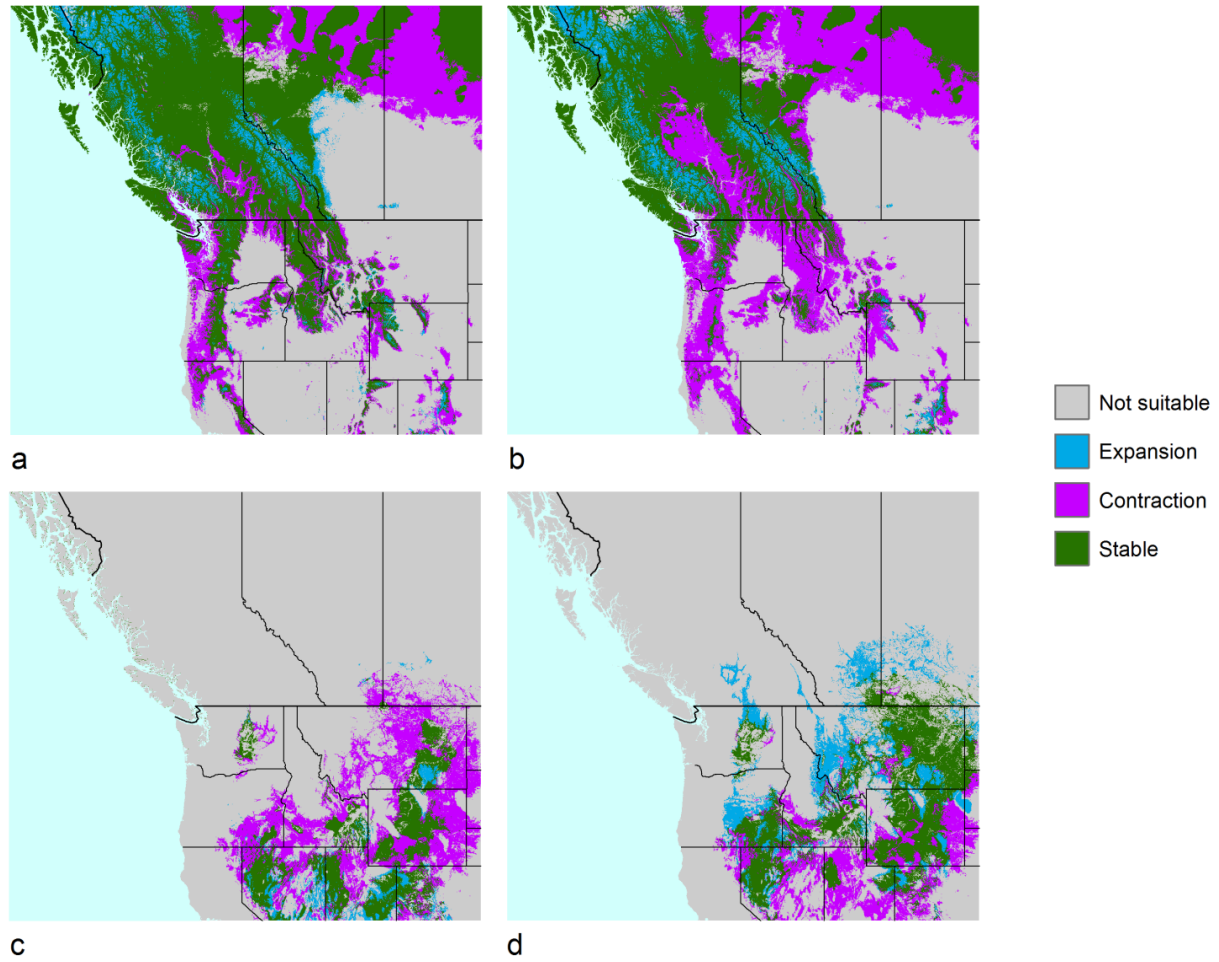 a
b
Not suitable
Expansion
Contraction
Stable
c
d